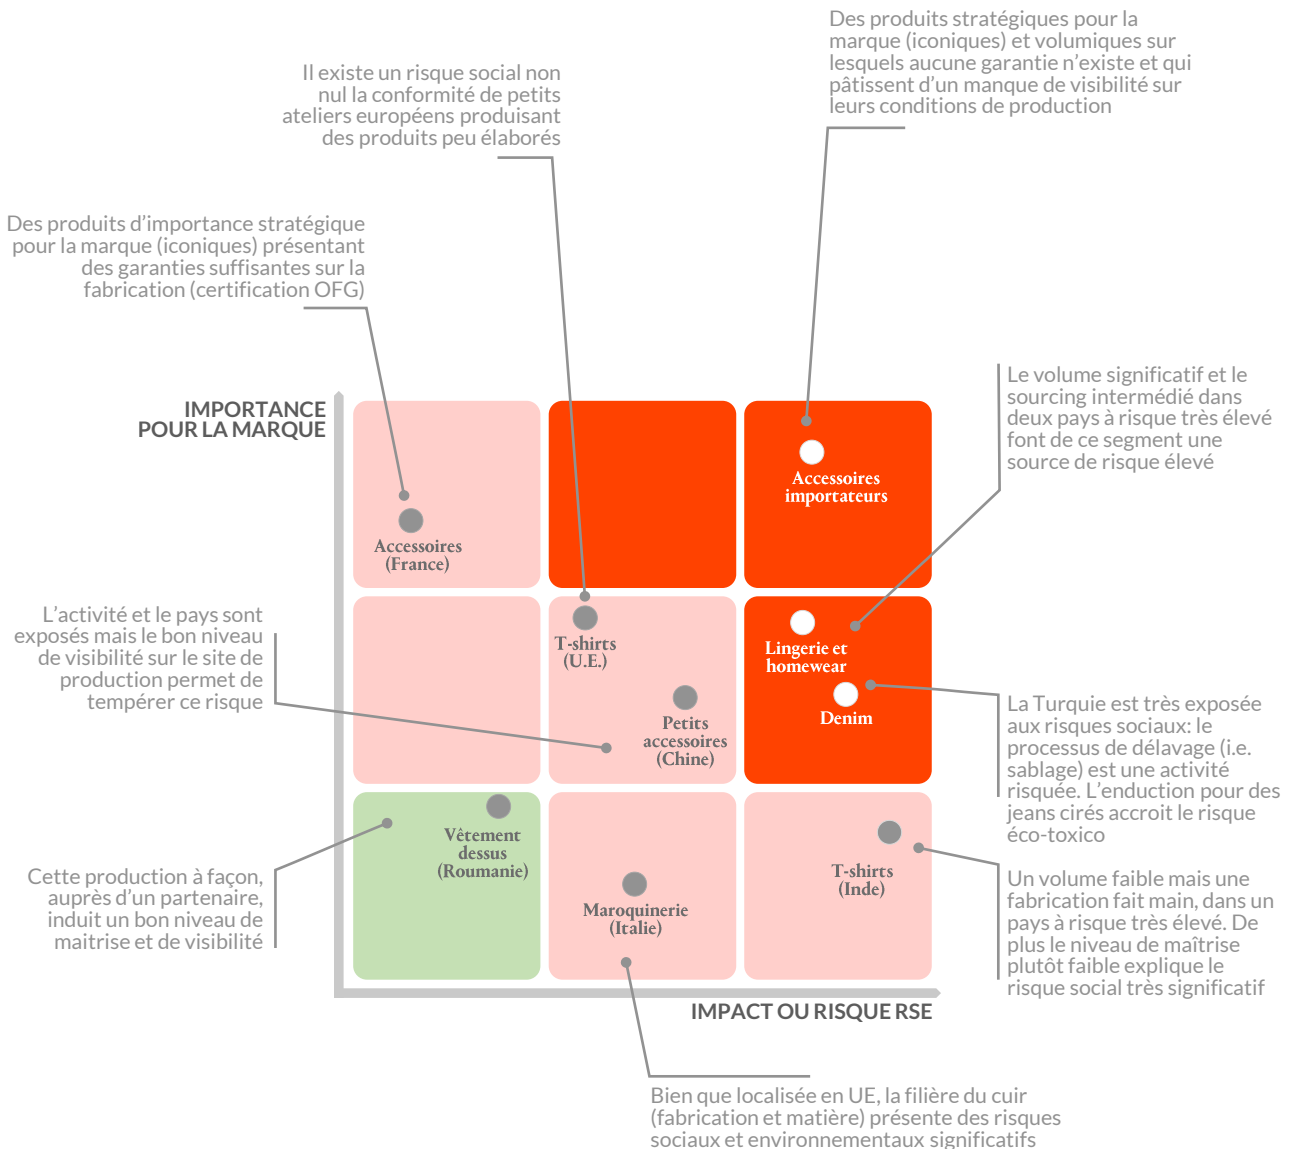 Des produits stratégiques pour la
marque (iconiques) et volumiques sur
lesquels aucune garantie n’existe et qui
pâtissent d’un manque de visibilité sur
leurs conditions de production
Il existe un risque social non
nul la conformité de petits
ateliers européens produisant
des produits peu élaborés
Des produits d’importance stratégique
pour la marque (iconiques) présentant
des garanties suffisantes sur la
fabrication (certification OFG)
Le volume significatif et le
sourcing intermédié dans
deux pays à risque très élevé
font de ce segment une
source de risque élevé
IMPORTANCE
POUR LA MARQUE
Accessoires
importateurs
Accessoires
(France)
L’activité et le pays sont
exposés mais le bon niveau
de visibilité sur le site de
production permet de
tempérer ce risque
T-shirts
(U.E.)
Lingerie et
homewear
Petits
accessoires
(Chine)
Denim
La Turquie est très exposée
aux risques sociaux: le
processus de délavage (i.e.
sablage) est une activité
risquée. L’enduction pour des
jeans cirés accroit le risque
éco-toxico
Vêtement
dessus
(Roumanie)
Maroquinerie
(Italie)
T-shirts
(Inde)
Cette production à façon,
auprès d’un partenaire,
induit un bon niveau de
maitrise et de visibilité
Un volume faible mais une
fabrication fait main, dans un
pays à risque très élevé. De
plus le niveau de maîtrise
plutôt faible explique le
risque social très significatif
IMPACT OU RISQUE RSE
Bien que localisée en UE, la filière du cuir
(fabrication et matière) présente des risques
sociaux et environnementaux significatifs